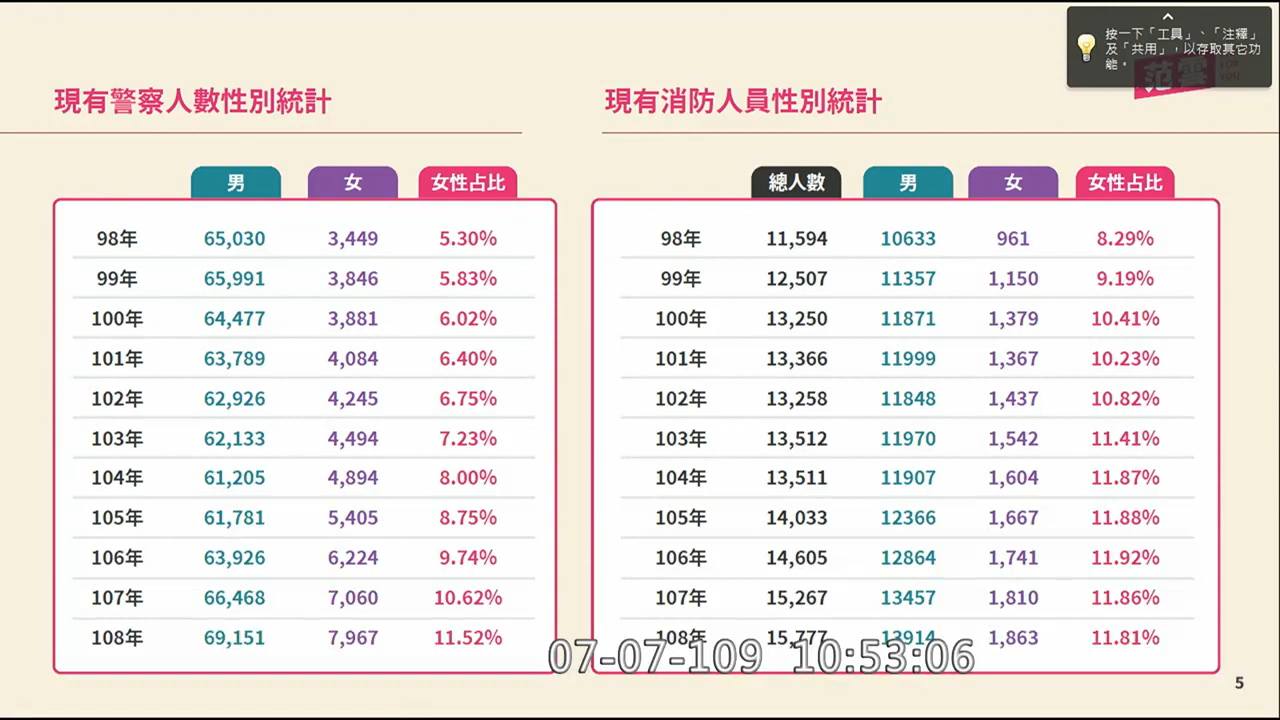 按一下「工具」、「注釋」
及「共用」，以存取其它功
能。
范雲 FOR YOU
現有警察人數性別統計
男 女 女性占比
98年 65,030 3,449 5.30%
99年 65,991 3,846 5.83%
100年 64,477 3,881 6.02%
101年 63,789 4,084 6.40%
102年 62,926 4,245 6.75%
103年 62,133 4,494 7.23%
104年 61,205 4,894 8.00%
105年 61,781 5,405 8.75%
106年 63,926 6,224 9.74%
107年 66,468 7,060 10.62%
108年 69,151 7,967 11.52%
現有消防人員性別統計
總人數 男 女 女性占比
98年 11,594 10633 961 8.29%
99年 12,507 11357 1,150 9.19%
100年 13,250 11871 1,379 10.41%
101年 13,366 11999 1,367 10.23%
102年 13,258 11848 1,437 10.82%
103年 13,512 11970 1,542 11.41%
104年 13,511 11907 1,604 11.87%
105年 14,033 12366 1,667 11.88%
106年 14,605 12864 1,741 11.92%
107年 15,267 13457 1,810 11.86%
108年 15,777 13914 1,863 11.81%
07-07-109 10:53:06
5